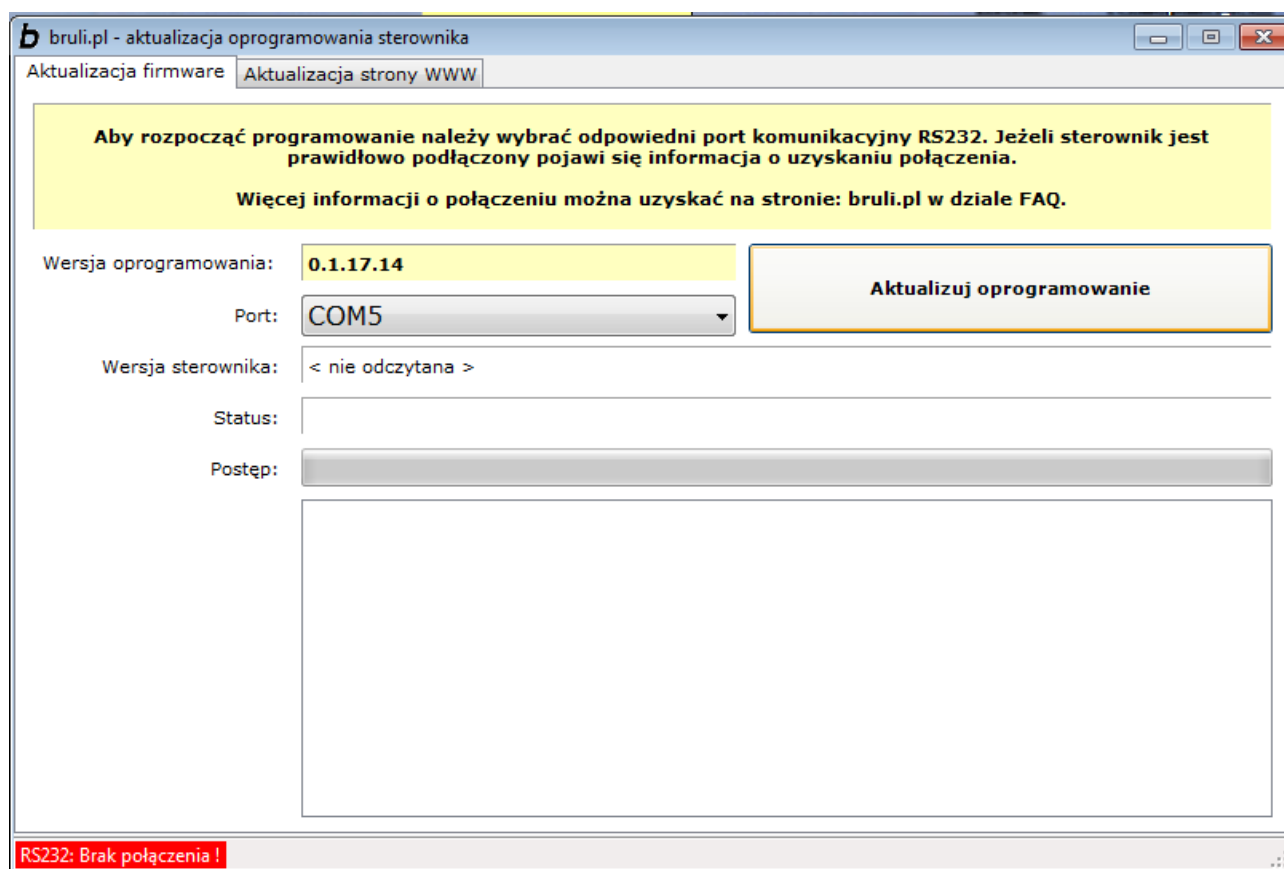 b bruli.pl - aktualizacja oprogramowania sterownika
Aktualizacja firmware Aktualizacja strony WWW
Aby rozpocząć programowanie należy wybrać odpowiedni port komunikacyjny RS232. Jeżeli sterownik jest
prawidłowo podłączony pojawi się informacja o uzyskaniu połączenia.
Więcej informacji o połączeniu można uzyskać na stronie: bruli.pl w dziale FAQ.
Wersja oprogramowania: 0.1.17.14
Aktualizuj oprogramowanie
Port: COM5
Wersja sterownika: < nie odczytana >
Status:
Postęp:
RS232: Brak połączenia !